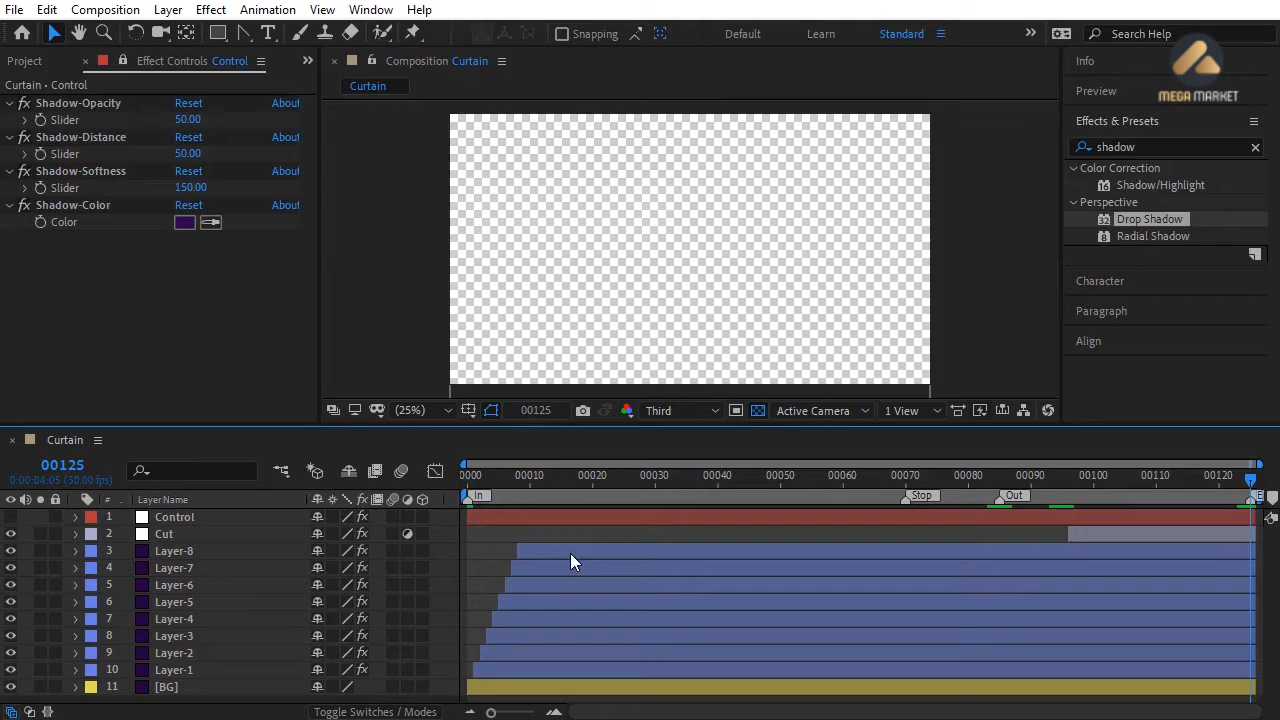 File Edit Composition Layer Effect Animation View Window Help
Snapping Default Learn Standard Search Help
Project Effect Controls Control Composition Curtain Info
MEGA MARKET
Curtain • Control Curtain Preview
Shadow-Opacity Reset About
Slider 50.00
Shadow-Distance Reset About
Slider 50.00
Shadow-Softness Reset About
Slider 150.00
Shadow-Color Reset About
Color
Effects & Presets
shadow
Color Correction
16 Shadow/Highlight
Perspective
32 Drop Shadow
8 Radial Shadow
Character
Paragraph
Align
(25%) 00125 Third Active Camera 1 View
Curtain
00125
0:00:04:05 (30.00 fps)
0000 00010 00020 00030 00040 00050 00060 00070 00080 00090 00100 00110 00120
# Layer Name In Stop Out E
1 Control
2 Cut
3 Layer-8
4 Layer-7
5 Layer-6
6 Layer-5
7 Layer-4
8 Layer-3
9 Layer-2
10 Layer-1
11 [BG]
Toggle Switches / Modes